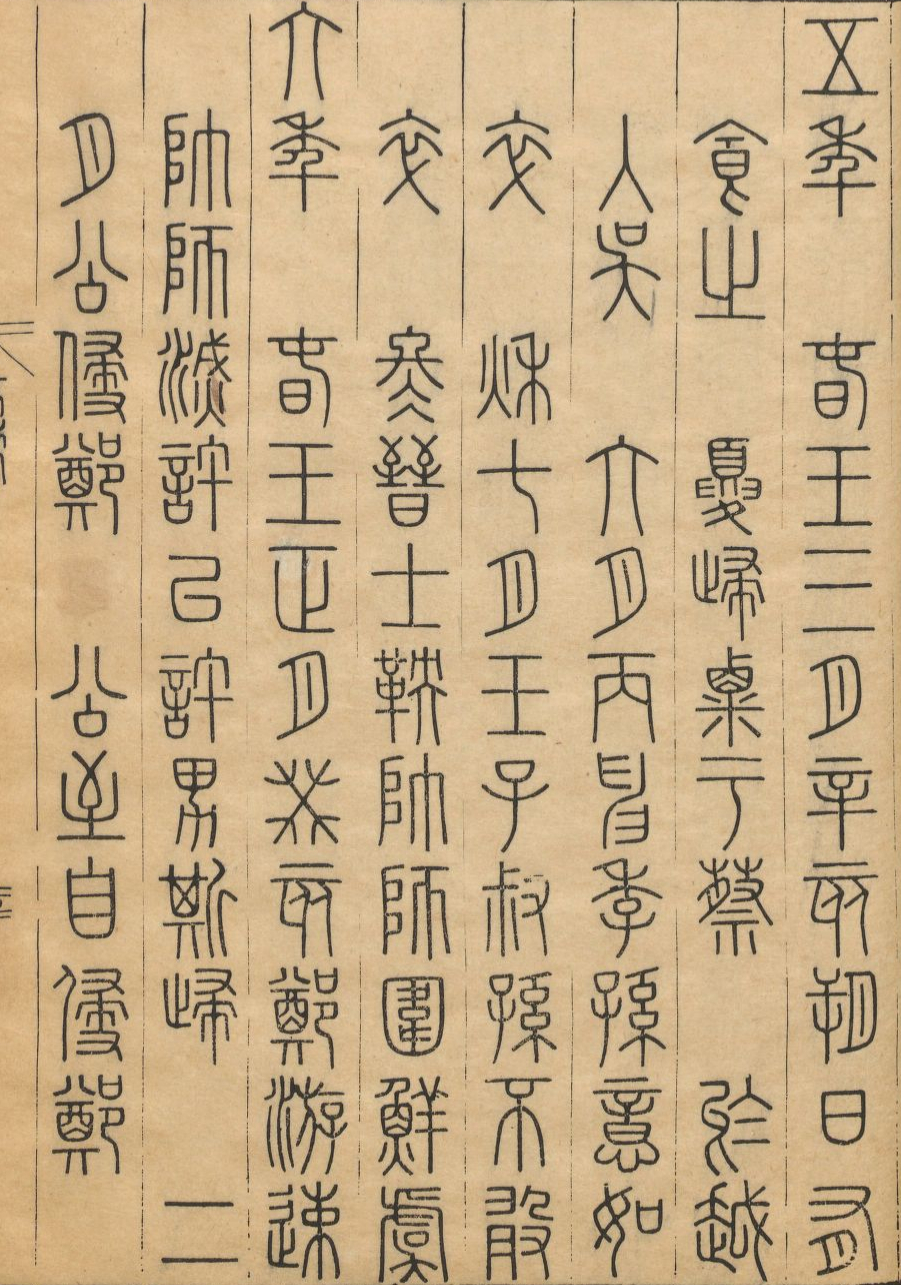 五年 春王三月辛亥朔日有
食之 夏歸粟于蔡 於越
入吳 六月丙申季孫意如
卒 秋七月壬子叔孫不敢
卒 冬晉士鞅帥師圍鮮虞
六年 春王正月癸亥鄭游速
帥師滅許以許男斯歸 二
月公侵鄭 公至自侵鄭